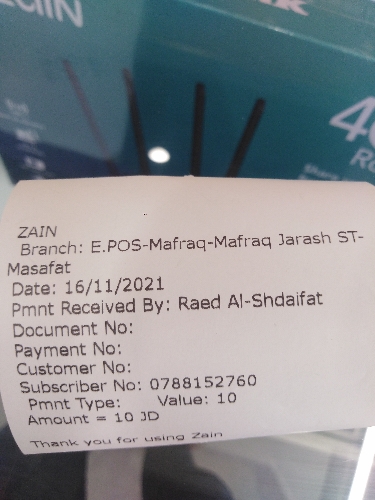 ZAIN
Branch: E.POS-Mafraq-Mafraq Jarash ST-
Masafat
Date: 16/11/2021
Pmnt Received By: Raed Al-Shdaifat
Document No:
Payment No:
Customer No:
Subscriber No: 0788152760
Pmnt Type: Value: 10
Amount = 10 JD
Thank you for using Zain